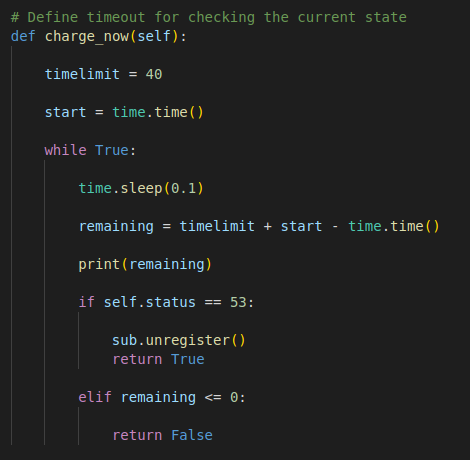 # Define timeout for checking the current state
def charge_now(self):
timelimit = 40
start = time.time()
while True:
time.sleep(0.1)
remaining = timelimit + start - time.time()
print(remaining)
if self.status == 53:
sub.unregister()
return True
elif remaining <= 0:
return False